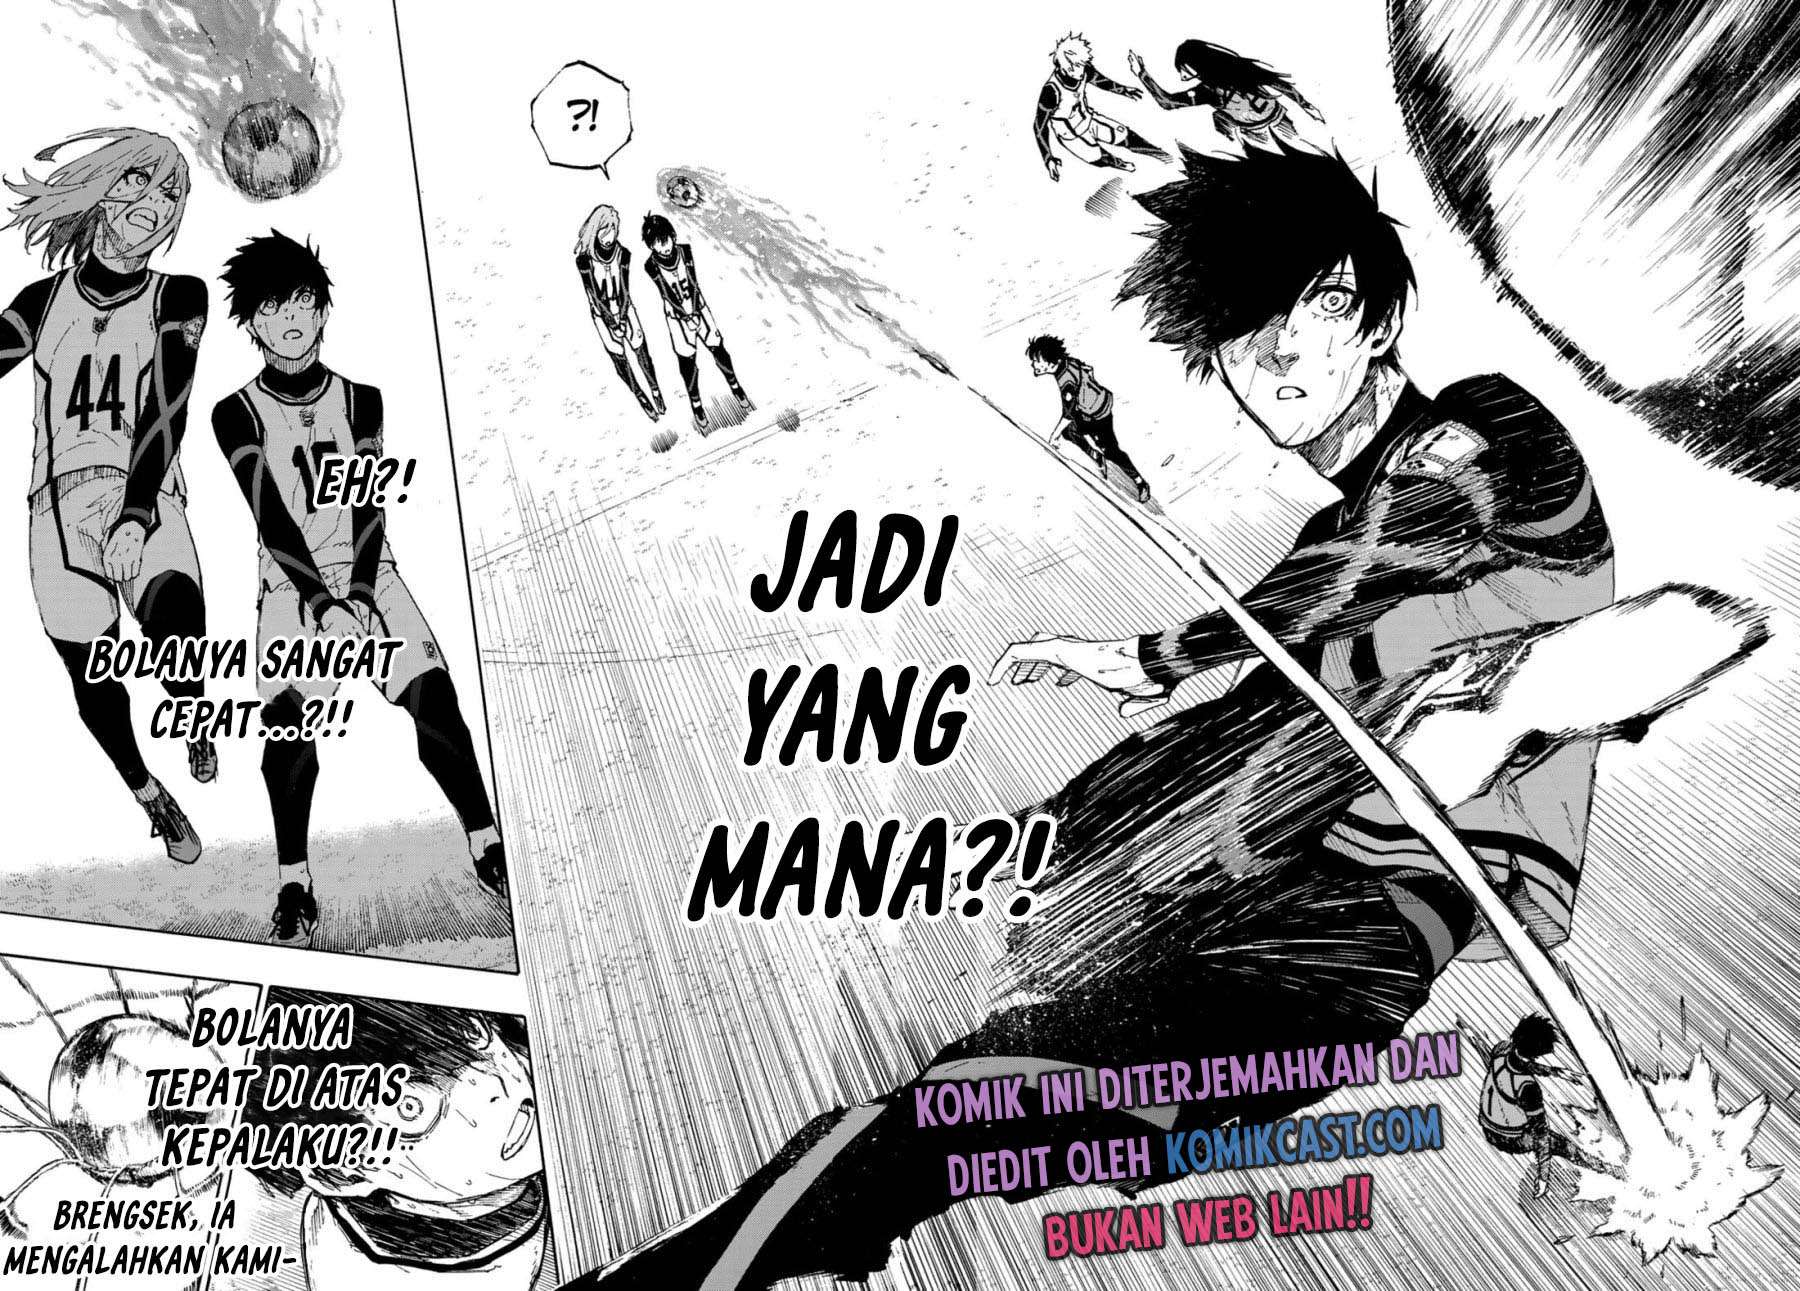 ?!
JADI
YANG
MANA?!
44
EH?!
BOLANYA SANGAT
CEPAT...?!!
BOLANYA
TEPAT DI ATAS
KEPALAKU?!!
BRENGSEK, IA
MENGALAHKAN KAMI-
KOMIK INI DITERJEMAHKAN DAN
DIEDIT OLEH KOMIKCAST.COM
BUKAN WEB LAIN!!